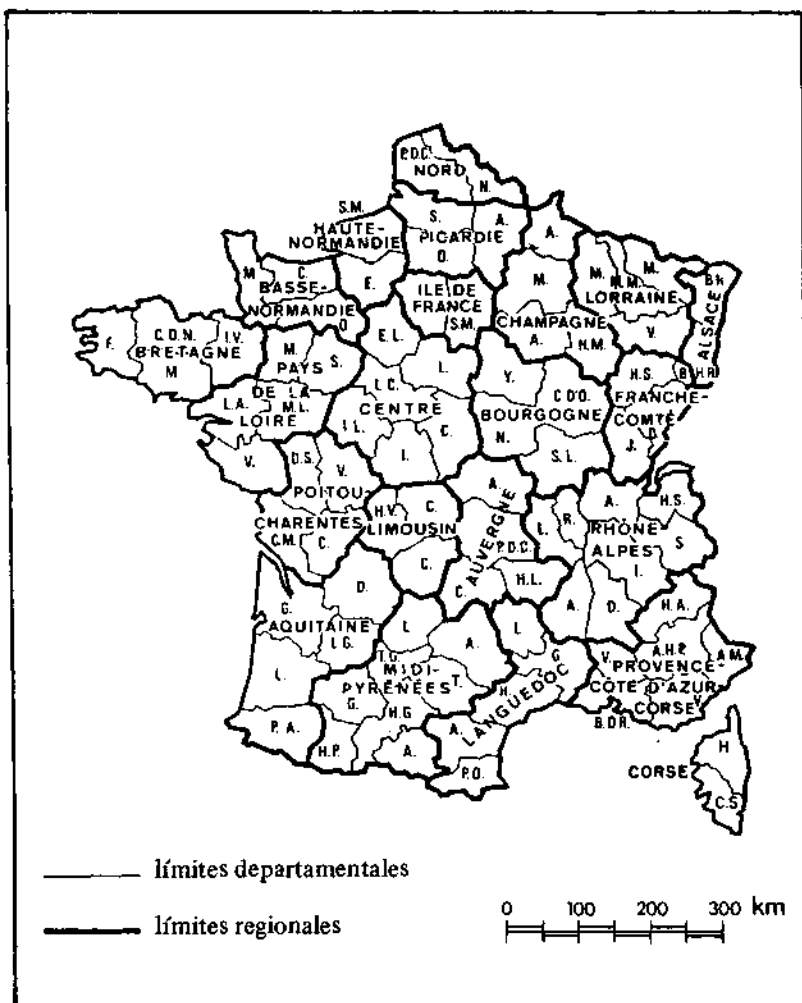 P.D.C.
NORD
N.
S.M.
HAUTE-
NORMANDIE
S.
A.
PICARDIE
O.
A.
M.
C.
BASSE-
NORMANDIE
O.
E.
ILE DE
FRANCE
S.M.
M.
CHAMPAGNE
A.
H.M.
M.
M.M.
M.
LORRAINE
V.
ALSACE
H.R.
F.
C.D.N.
I.V.
BRETAGNE
M
M.
S.
PAYS
DE LA
L.A.
M.L.
LOIRE
V.
E.L.
L.
L.C.
CENTRE
I.L.
C.
I.
Y.
C.D'O.
BOURGOGNE
N.
S.L.
H.S.
B
FRANCHE-
COMTÉ
D.
J.
D.S.
V.
POITOU-
CHARENTES
C.M.
C.
H.V.
C.
LIMOUSIN
C.
A.
AUVERGNE
P.D.C.
C.
H.L.
L.
R.
A.
H.S.
RHÔNE
ALPES
S
I.
A.
D.
D.
G.
AQUITAINE
L.G.
L.
P.A.
L.
T.G.
A.
MIDI-
PYRÉNÉES
T.
G.
H.G
H.P.
A.
L.
G.
H.
LANGUEDOC
A.
P.O.
H.A.
V.
A.H.P.
A.M.
PROVENCE-
CÔTE D'AZUR-
CORSE
V.
B.D.R.
H
CORSE
C.S
límites departamentales
límites regionales
0 100 200 300 km